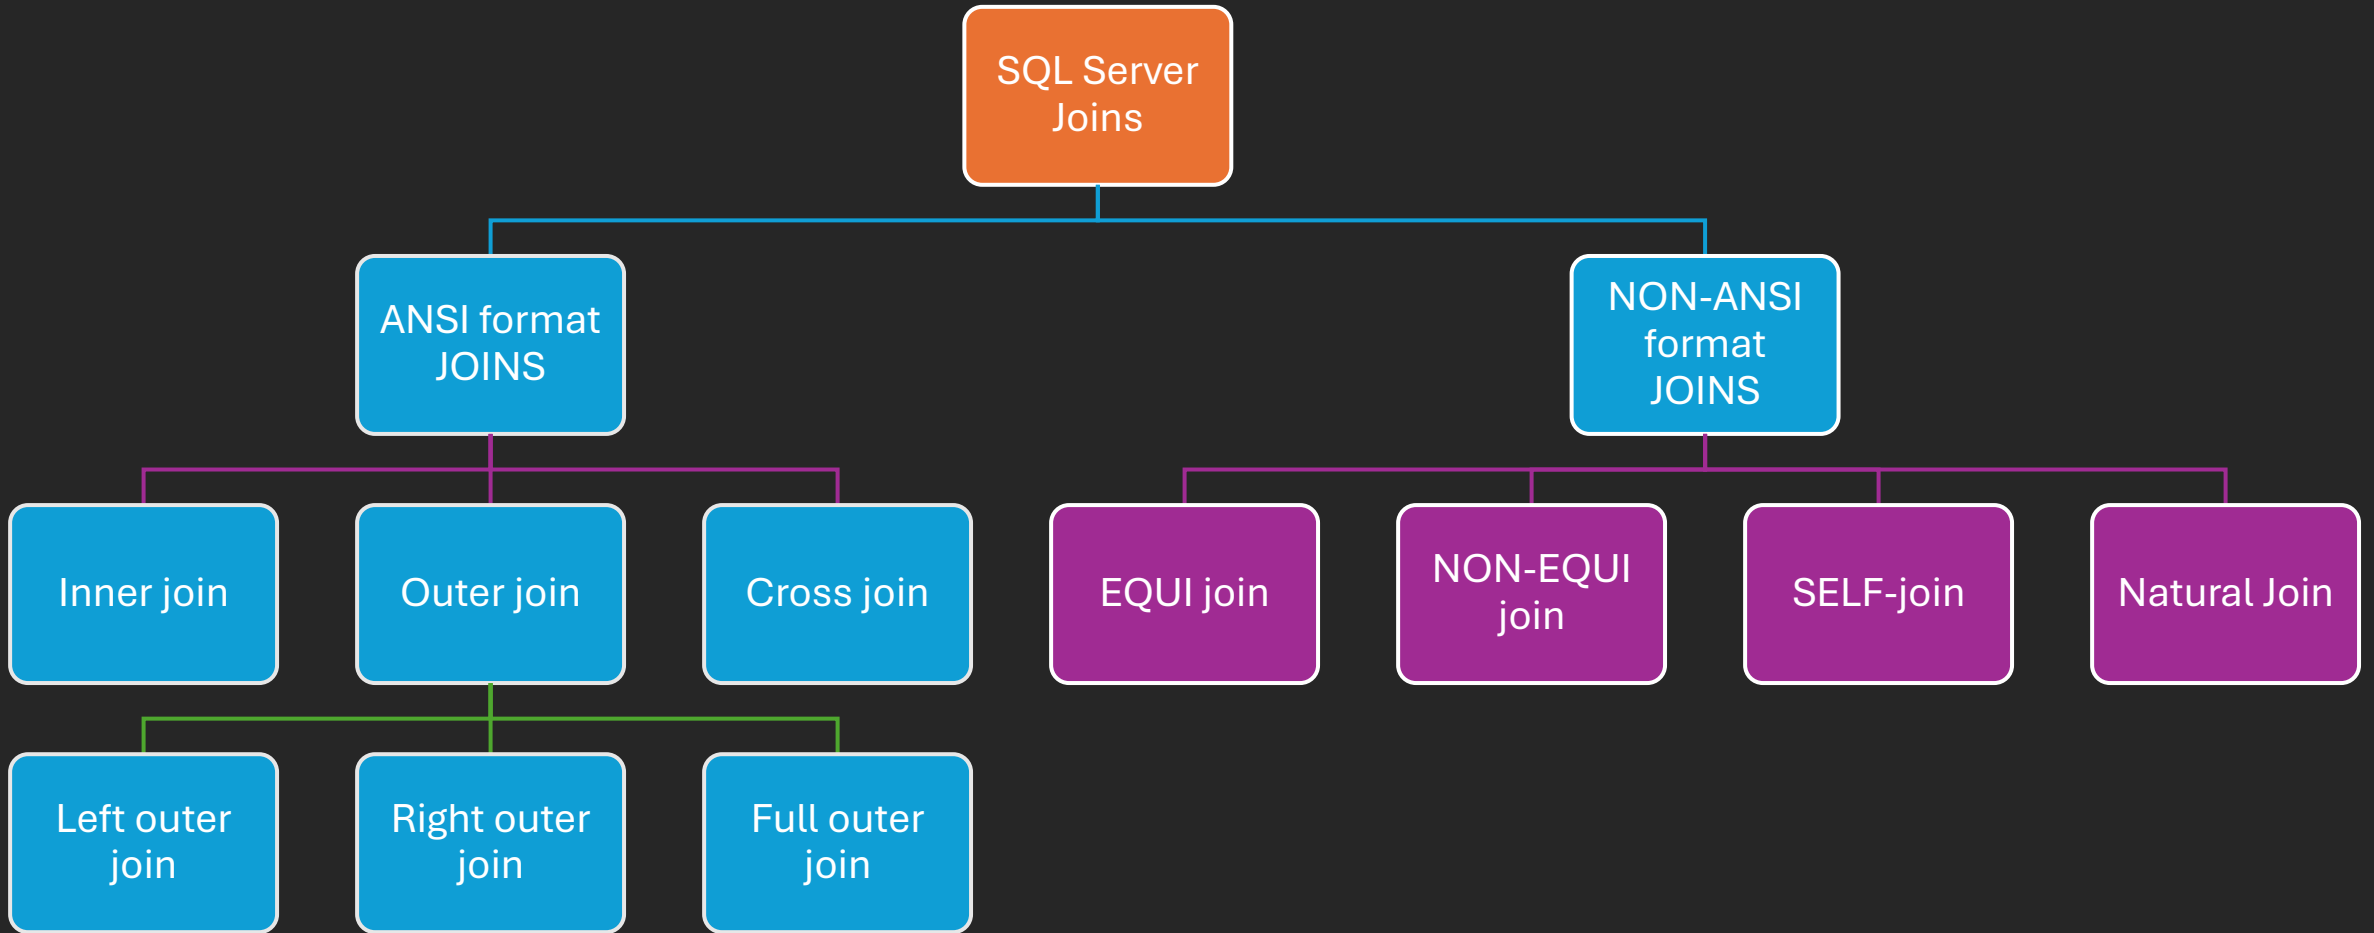 SQL Server
Joins
ANSI format
JOINS
NON-ANSI
format
JOINS
Inner join
Outer join
Cross join
EQUI join
NON-EQUI
join
SELF-join
Natural Join
Left outer
join
Right outer
join
Full outer
join